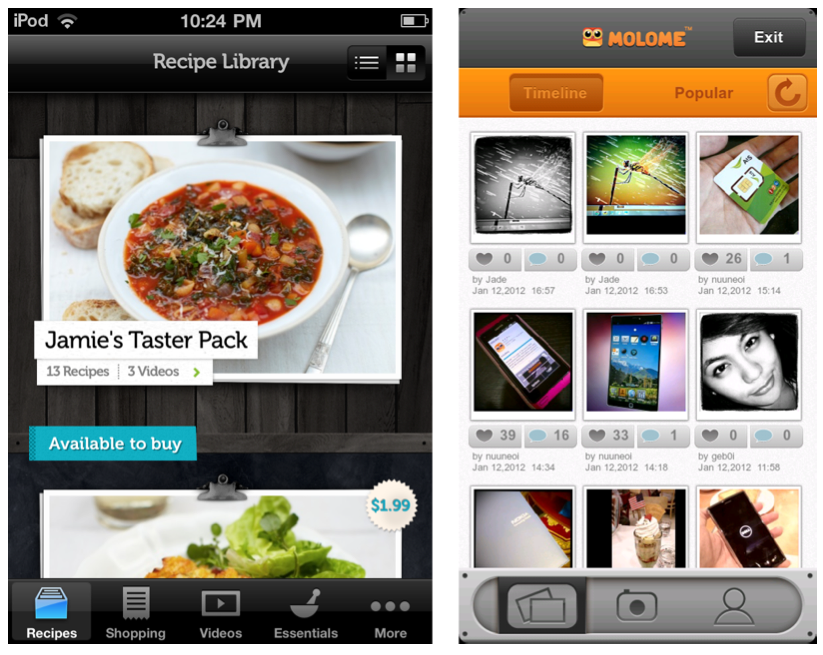 iPod 10:24 PM
Recipe Library
Jamie's Taster Pack
13 Recipes 3 Videos
Available to buy
$1.99
Recipes Shopping Videos Essentials More
MOLOME™ Exit
Timeline Popular
AIS
0 0 0 0 26 1
by Jade by Jade by nuuneoi
Jan 12,2012 16:57 Jan 12,2012 16:53 Jan 12,2012 15:14
39 16 33 1 0 0
by nuuneoi by nuuneoi by geb0i
Jan 12,2012 14:34 Jan 12,2012 14:18 Jan 12,2012 11:58
DELL